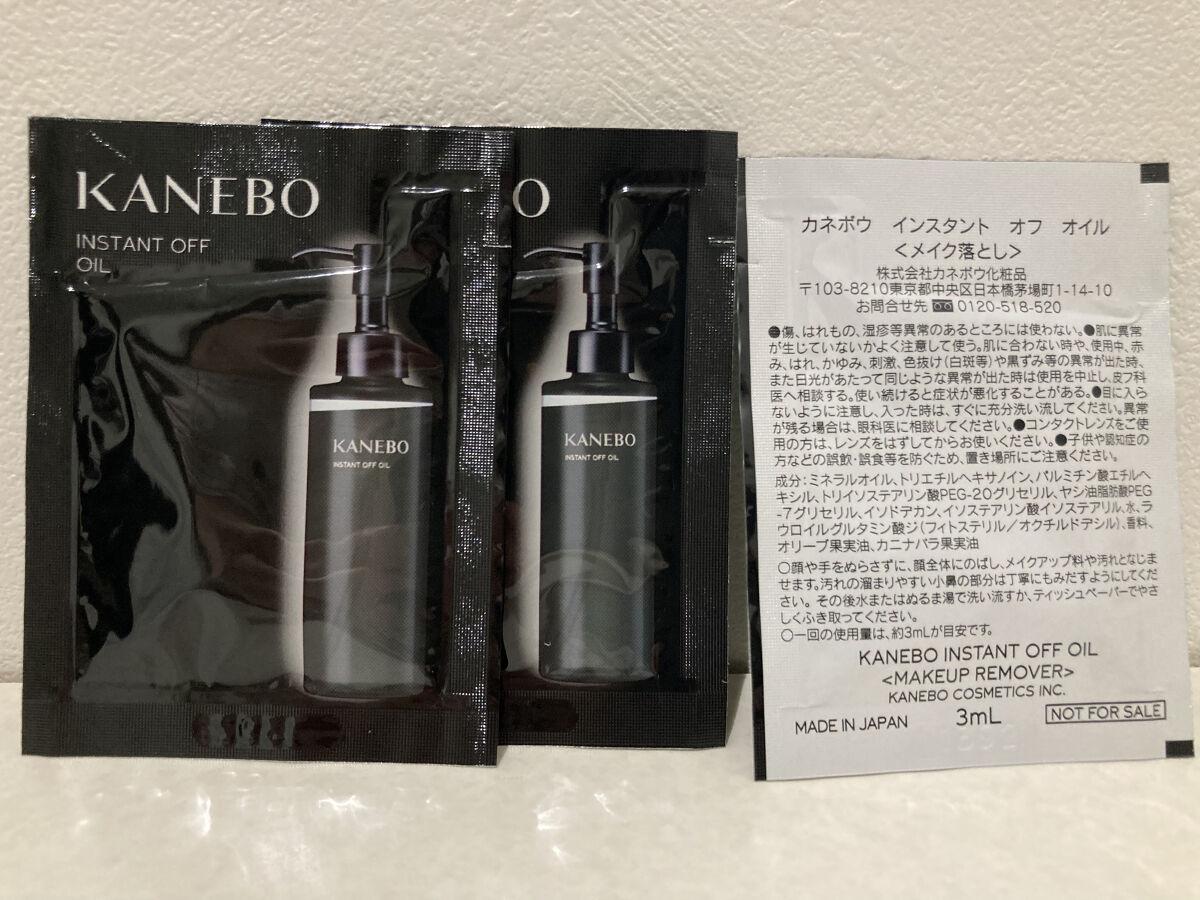 KANEBO
INSTANT OFF
OIL
KANEBO
INSTANT OFF OIL
O
KANEBO
INSTANT OFF OIL
カネボウ インスタント オフ オイル
<メイク落とし>
株式会社カネボウ化粧品
〒103-8210東京都中央区日本橋茅場町1-14-10
お問合せ先 0120-518-520
●傷、はれもの、湿疹等異常のあるところには使わない。●肌に異常
が生じていないかよく注意して使う。肌に合わない時や、使用中、赤
み、はれ、かゆみ、刺激、色抜け(白斑等)や黒ずみ等の異常が出た時、
また日光があたって同じような異常が出た時は使用を中止し、皮フ科
医へ相談する。使い続けると症状が悪化することがある。●目に入ら
ないように注意し、入った時は、すぐに充分洗い流してください。異常
が残る場合は、眼科医に相談してください。●コンタクトレンズをご使
用の方は、レンズをはずしてからお使いください。●子供や認知症の
方などの誤飲・誤食等を防ぐため、置き場所にご注意ください。
成分:ミネラルオイル、トリエチルヘキサノイン、パルミチン酸エチルヘ
キシル、トリイソステアリン酸PEG-20グリセリル、ヤシ油脂肪酸PEG
-7グリセリル、イソドデカン、イソステアリン酸イソステアリル、水、ラ
ウロイルグルタミン酸ジ(フィトステリル/オクチルドデシル)、香料、
オリーブ果実油、カニナバラ果実油
○顔や手をぬらさずに、顔全体にのばし、メイクアップ料や汚れとなじま
せます。汚れの溜まりやすい小鼻の部分は丁寧にもみだすようにしてくだ
さい。その後水またはぬるま湯で洗い流すか、ティッシュペーパーでやさ
しくふき取ってください。
○一回の使用量は、約3mLが目安です。
KANEBO INSTANT OFF OIL
<MAKEUP REMOVER>
KANEBO COSMETICS INC.
MADE IN JAPAN 3mL NOT FOR SALE